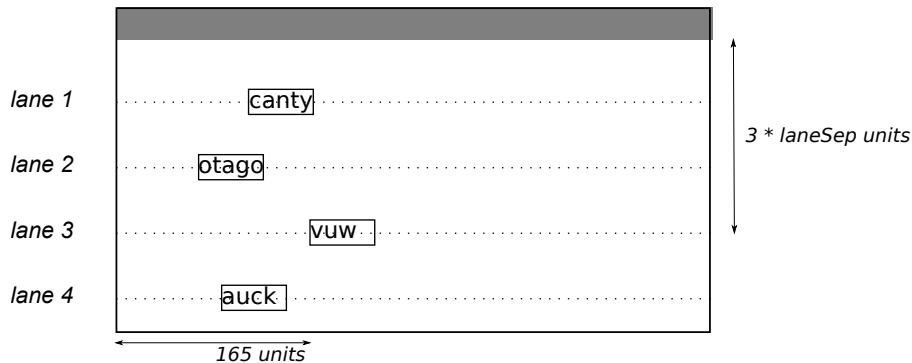 lane 1
canty
3 * laneSep units
lane 2
otago
lane 3
vuw
lane 4
auck
165 units